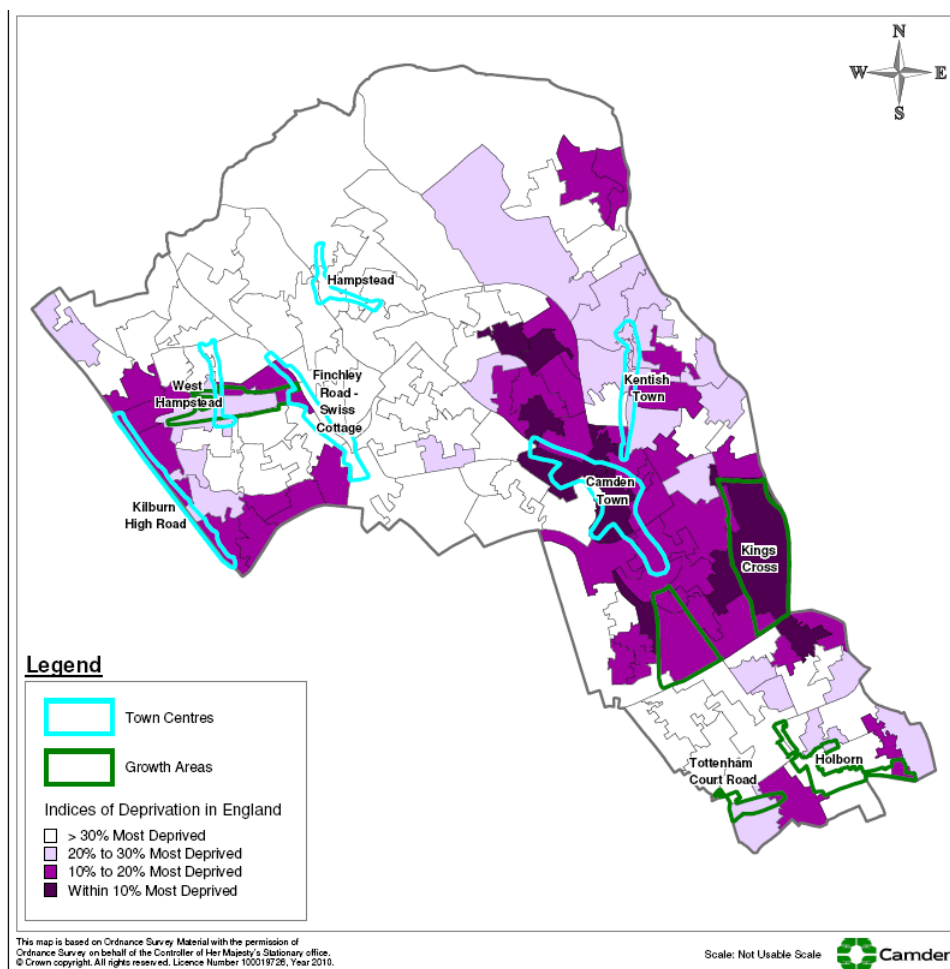 N
W E
S
Hampstead
West
Hampstead
Finchley
Road -
Swiss
Cottage
Kentish
Town
Kilburn
High Road
Camden
Town
Kings
Cross
Tottenham
Court Road
Holborn
Legend
Town Centres
Growth Areas
Indices of Deprivation in England
> 30% Most Deprived
20% to 30% Most Deprived
10% to 20% Most Deprived
Within 10% Most Deprived
This map is based on Ordnance Survey Material with the permission of
Ordnance Survey on behalf of the Controller of Her Majesty's Stationary office.
© Crown copyright. All rights reserved. Licence Number 100019726, Year 2010.
Scale: Not Usable Scale
Camden